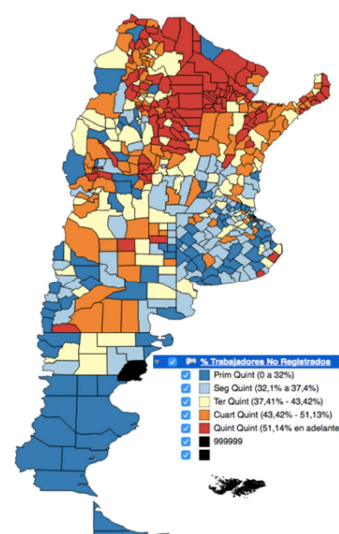 % Trabajadores No Registrados
Prim Quint (0 a 32%)
Seg Quint (32,1% a 37,4%)
Ter Quint (37,41% - 43,42%)
Cuart Quint (43,42% - 51,13%)
Quint Quint (51,14% en adelante
999999